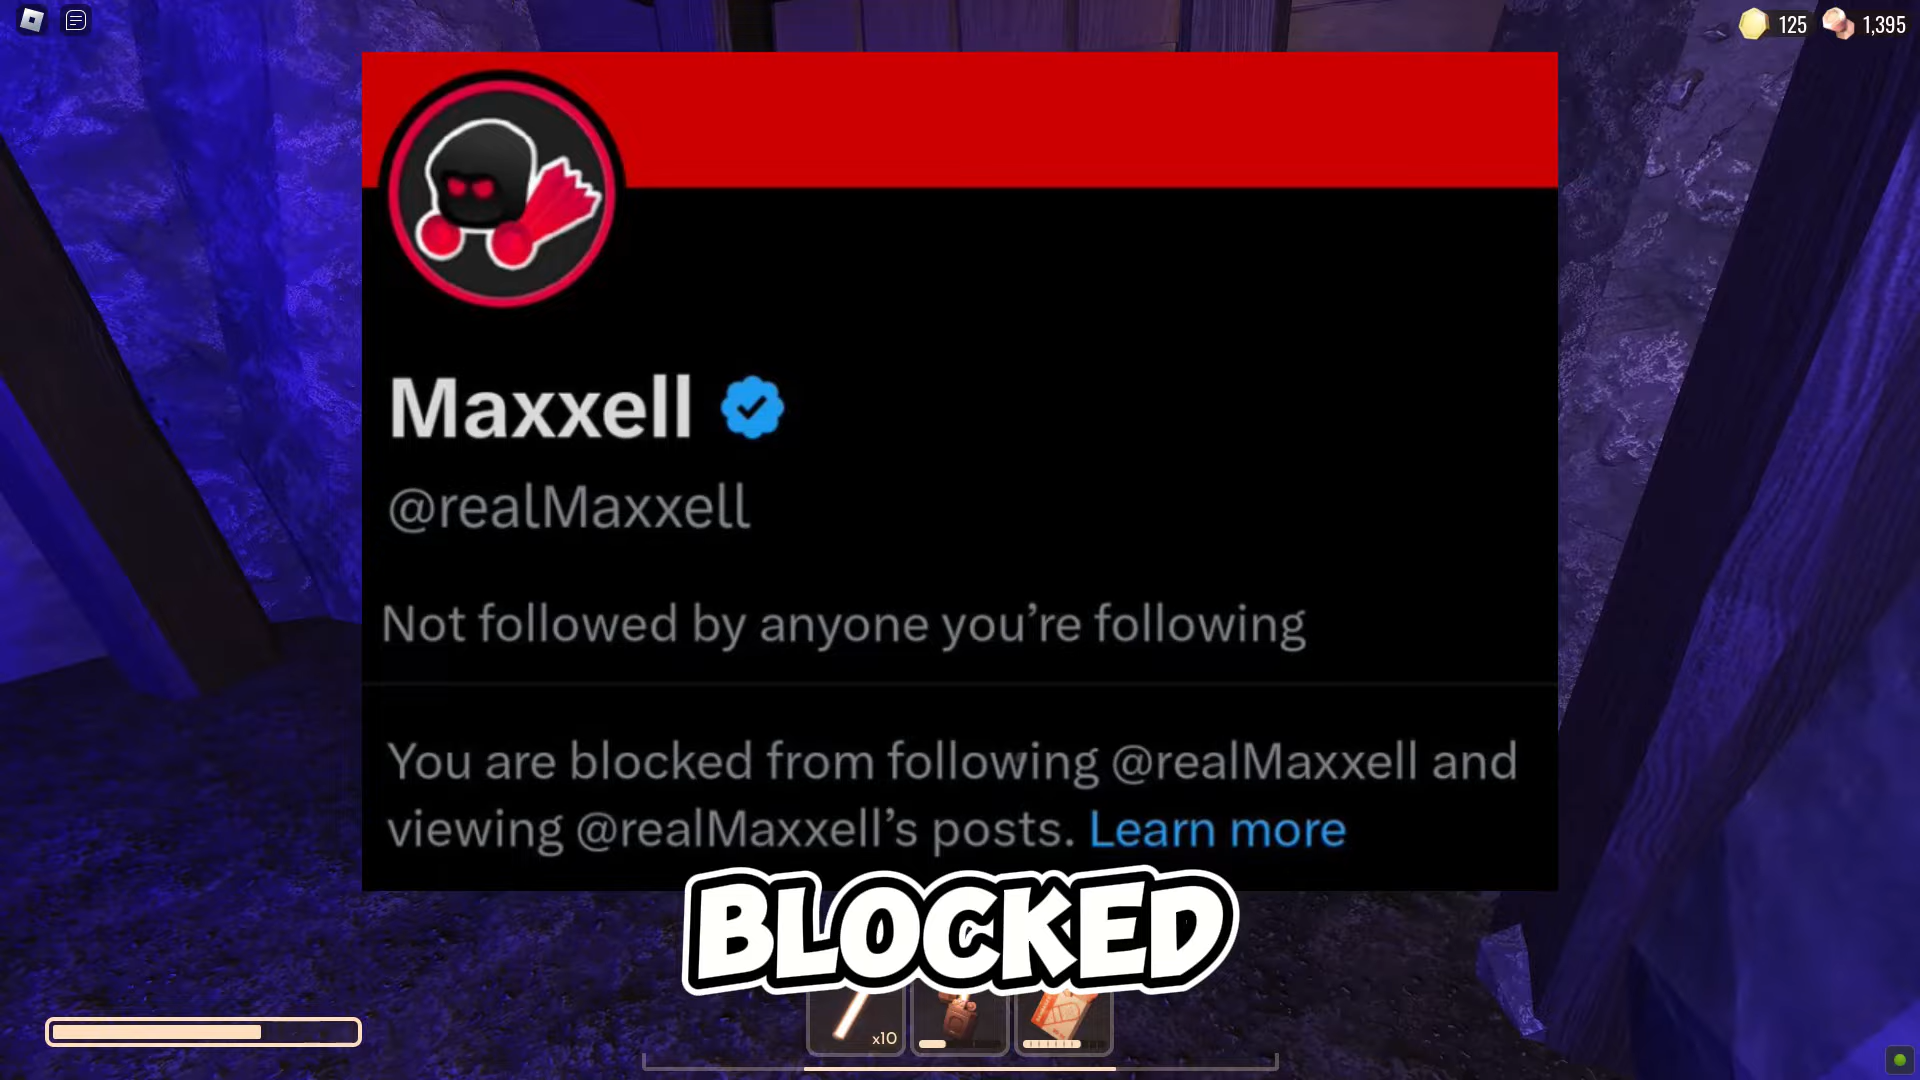 125 1,395
Maxxell
@realMaxxell
Not followed by anyone you’re following
You are blocked from following @realMaxxell and
viewing @realMaxxell’s posts. Learn more
BLOCKED
x10